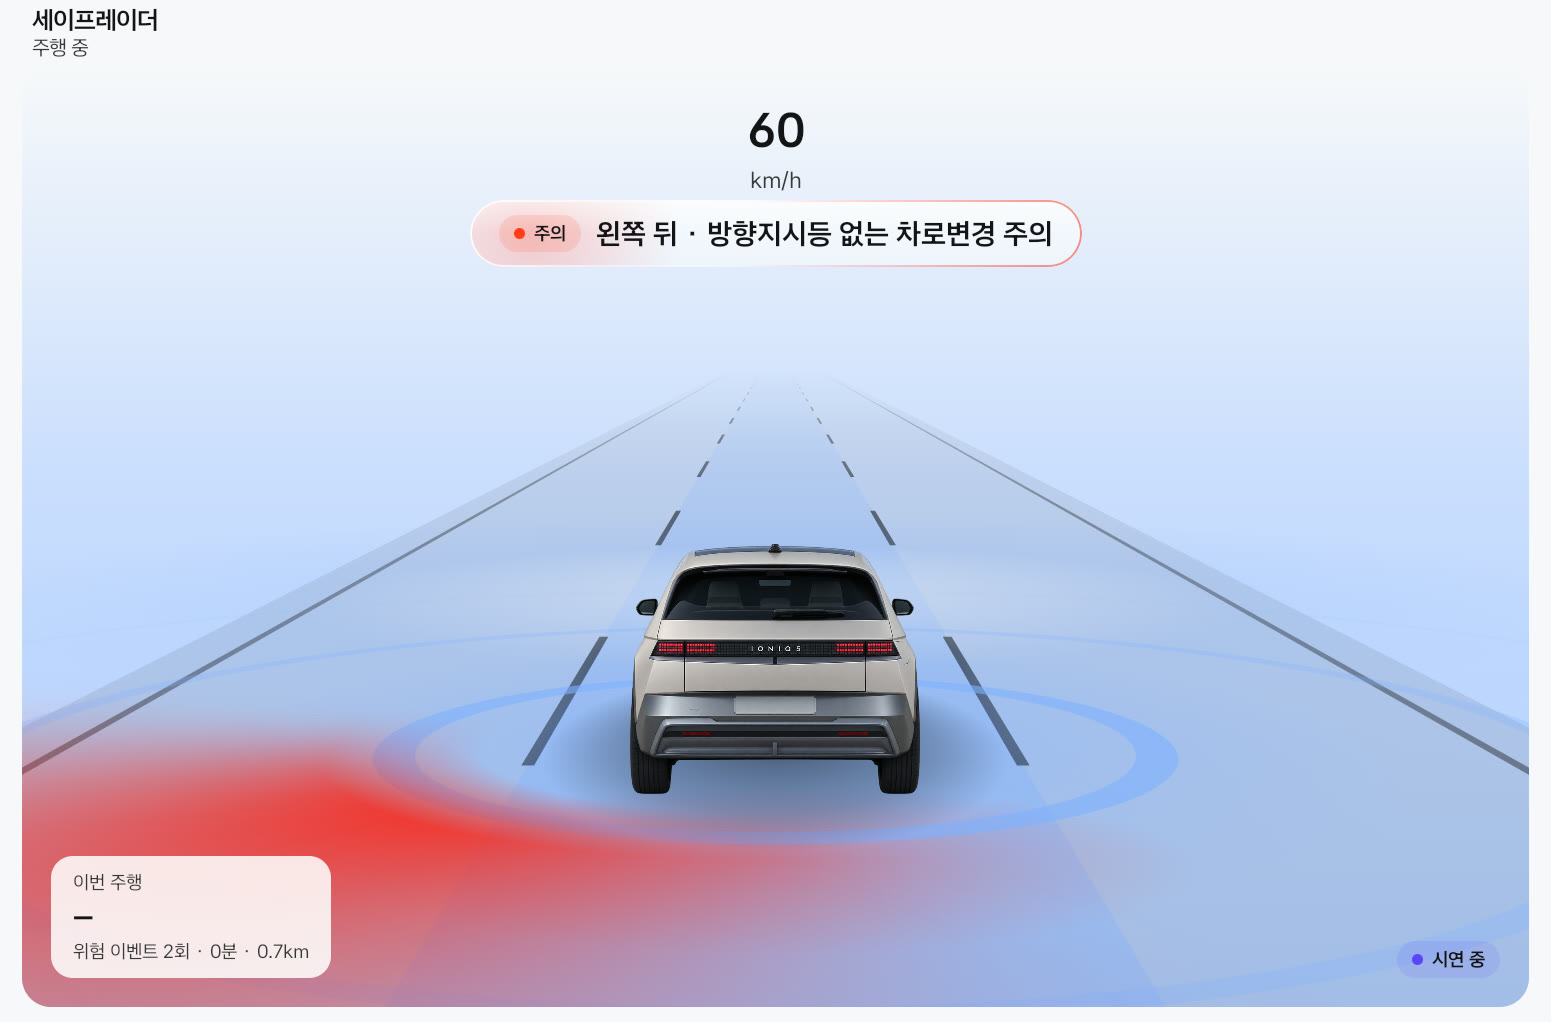 세이프레이더
주행 중
60
km/h
주의 왼쪽 뒤 · 방향지시등 없는 차로변경 주의
IONIQ5
이번 주행
–
위험 이벤트 2회 · 0분 · 0.7km
시연 중